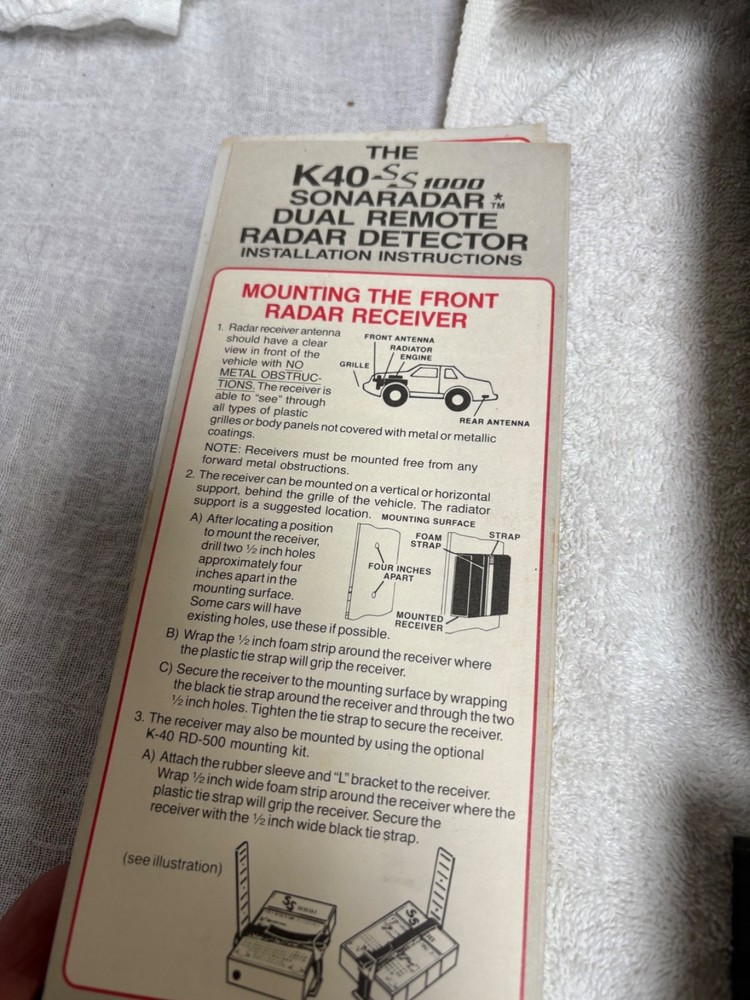 THE
K40 SS 1000
SONARADAR*™
DUAL REMOTE
RADAR DETECTOR
INSTALLATION INSTRUCTIONS
MOUNTING THE FRONT
RADAR RECEIVER
1. Radar receiver antenna
should have a clear
view in front of the
vehicle with NO
METAL OBSTRUC-
TIONS. The receiver is
able to "see" through
all types of plastic
grilles or body panels not covered with metal or metallic
coatings.
FRONT ANTENNA
RADIATOR
ENGINE
GRILLE
REAR ANTENNA
NOTE: Receivers must be mounted free from any
forward metal obstructions.
2. The receiver can be mounted on a vertical or horizontal
support, behind the grille of the vehicle. The radiator
support is a suggested location.
MOUNTING SURFACE
A) After locating a position
to mount the receiver,
drill two ½ inch holes
approximately four
inches apart in the
mounting surface.
Some cars will have
existing holes, use these if possible.
FOAM
STRAP
STRAP
FOUR INCHES
APART
MOUNTED
RECEIVER
B) Wrap the ½ inch foam strip around the receiver where
the plastic tie strap will grip the receiver.
C) Secure the receiver to the mounting surface by wrapping
the black tie strap around the receiver and through the two
½ inch holes. Tighten the tie strap to secure the receiver.
3. The receiver may also be mounted by using the optional
K-40 RD-500 mounting kit.
A) Attach the rubber sleeve and "L" bracket to the receiver.
Wrap ½ inch wide foam strip around the receiver where the
plastic tie strap will grip the receiver. Secure the
receiver with the ½ inch wide black tie strap.
(see illustration)
SS
SS